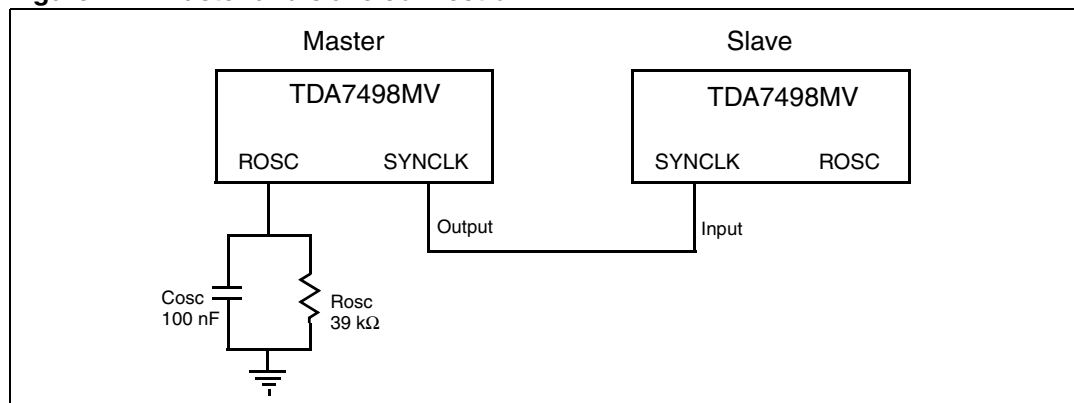 Master
Slave
TDA7498MV
TDA7498MV
ROSC
SYNCLK
SYNCLK
ROSC
Output
Input
Cosc
100 nF
Rosc
39 kΩ